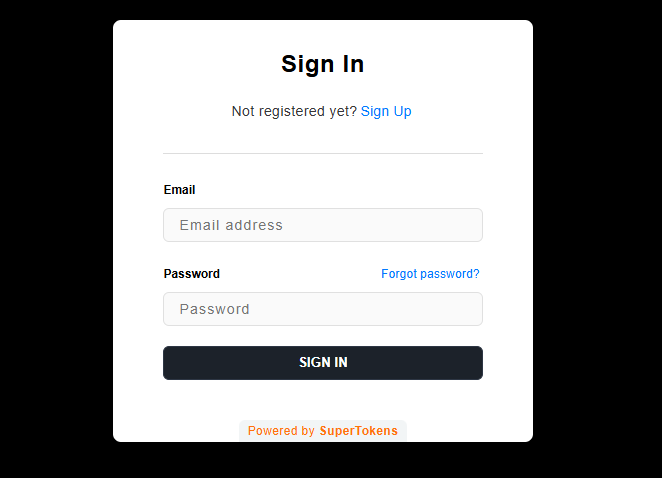 Sign In
Not registered yet? Sign Up
Email
Email address
Password Forgot password?
Password
SIGN IN
Powered by SuperTokens